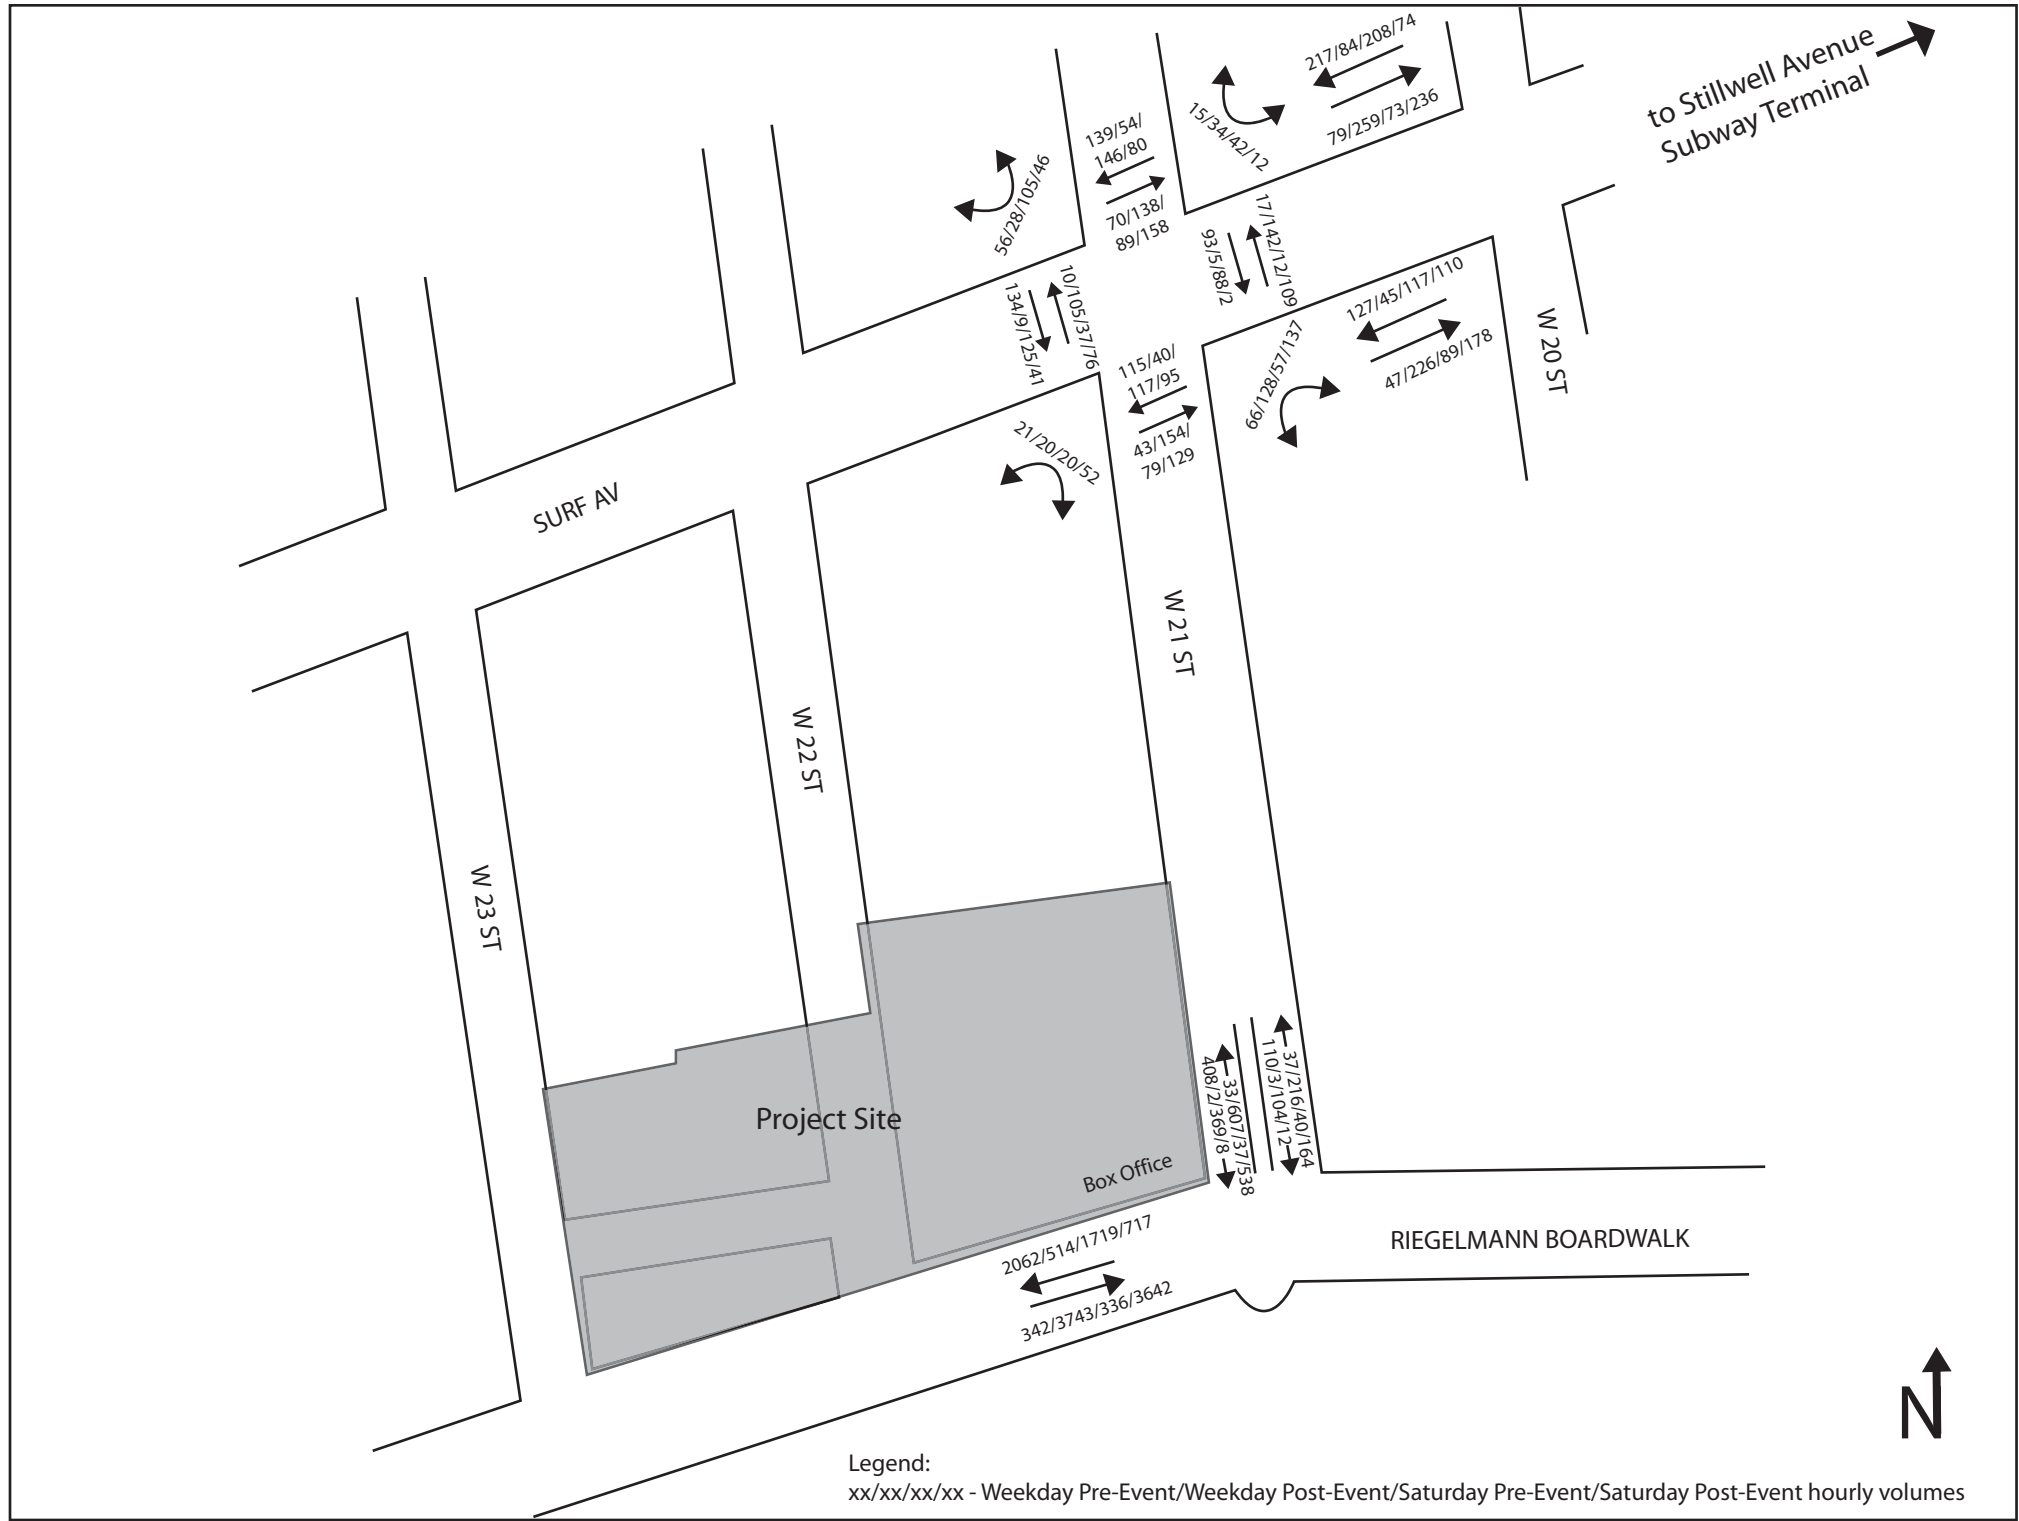 217/84/208/74
79/259/73/236
to Stillwell Avenue
Subway Terminal
15/34/42/12
139/54/
146/80
70/138/
89/158
56/28/105/46
17/142/12/109
93/5/88/2
10/105/37/76
134/9/125/41
127/45/117/110
47/226/89/178
W 20 ST
66/128/57/137
115/40/
117/95
43/154/
79/129
21/20/20/52
SURF AV
W 21 ST
W 22 ST
W 23 ST
37/216/40/164
110/3/104/12
33/607/37/538
408/2/369/8
Project Site
Box Office
2062/514/1719/717
342/3743/336/3642
RIEGELMANN BOARDWALK
N
Legend:
xx/xx/xx/xx - Weekday Pre-Event/Weekday Post-Event/Saturday Pre-Event/Saturday Post-Event hourly volumes